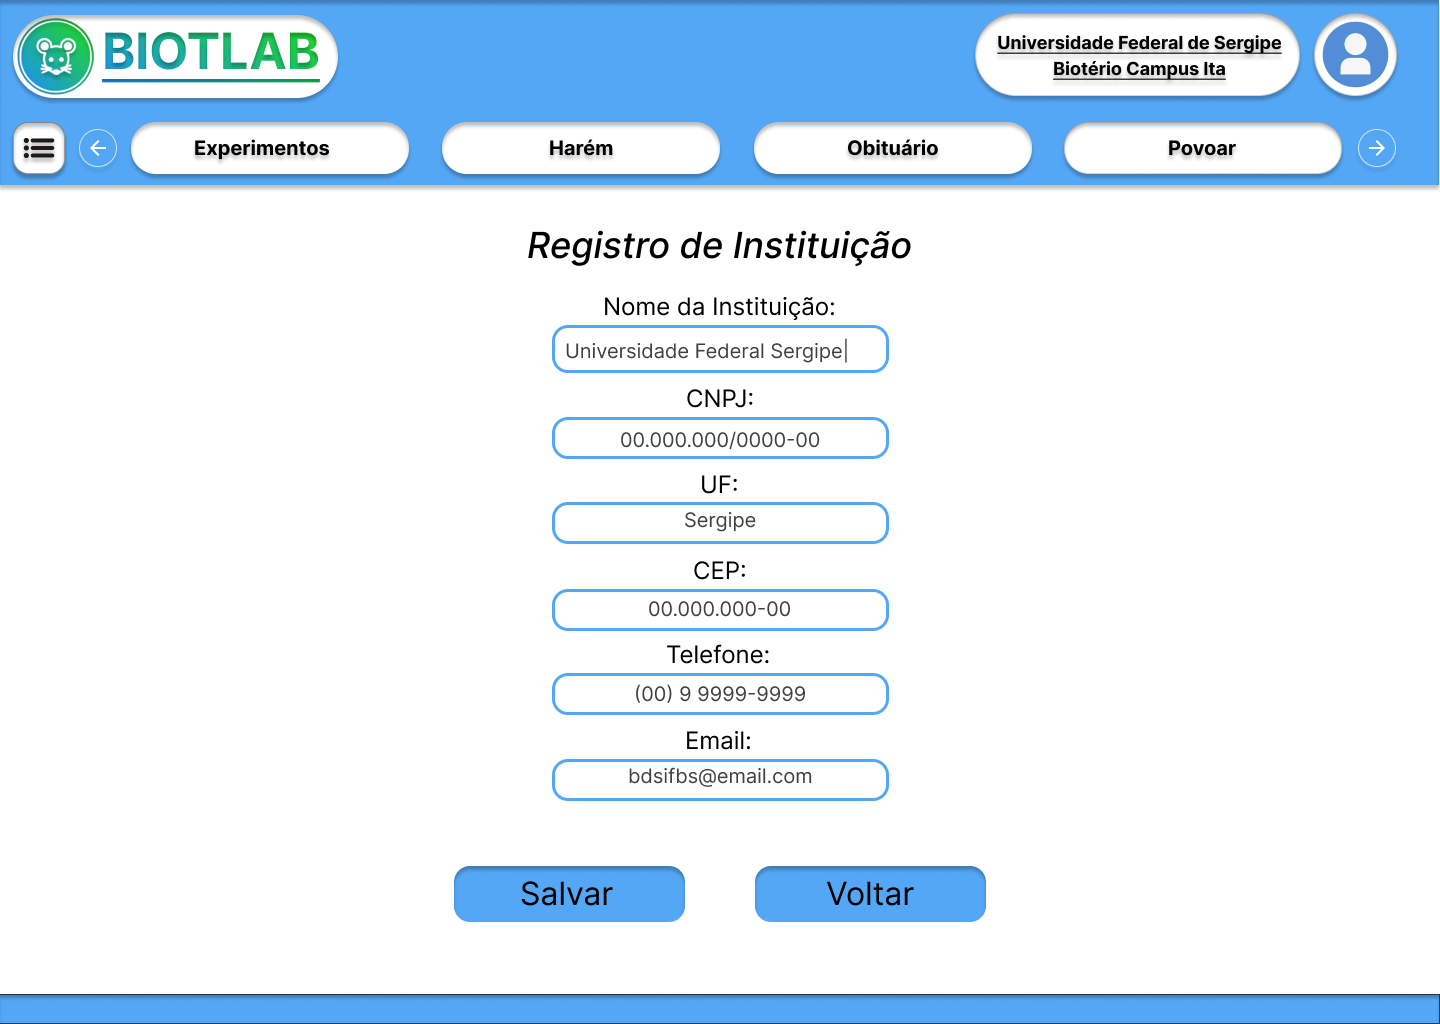 BIOTLAB
Universidade Federal de Sergipe
Biotério Campus Ita
Experimentos
Harém
Obituário
Povoar
Registro de Instituição
Nome da Instituição:
Universidade Federal Sergipe
CNPJ:
00.000.000/0000-00
UF:
Sergipe
CEP:
00.000.000-00
Telefone:
(00) 9 9999-9999
Email:
bdsifbs@email.com
Salvar
Voltar